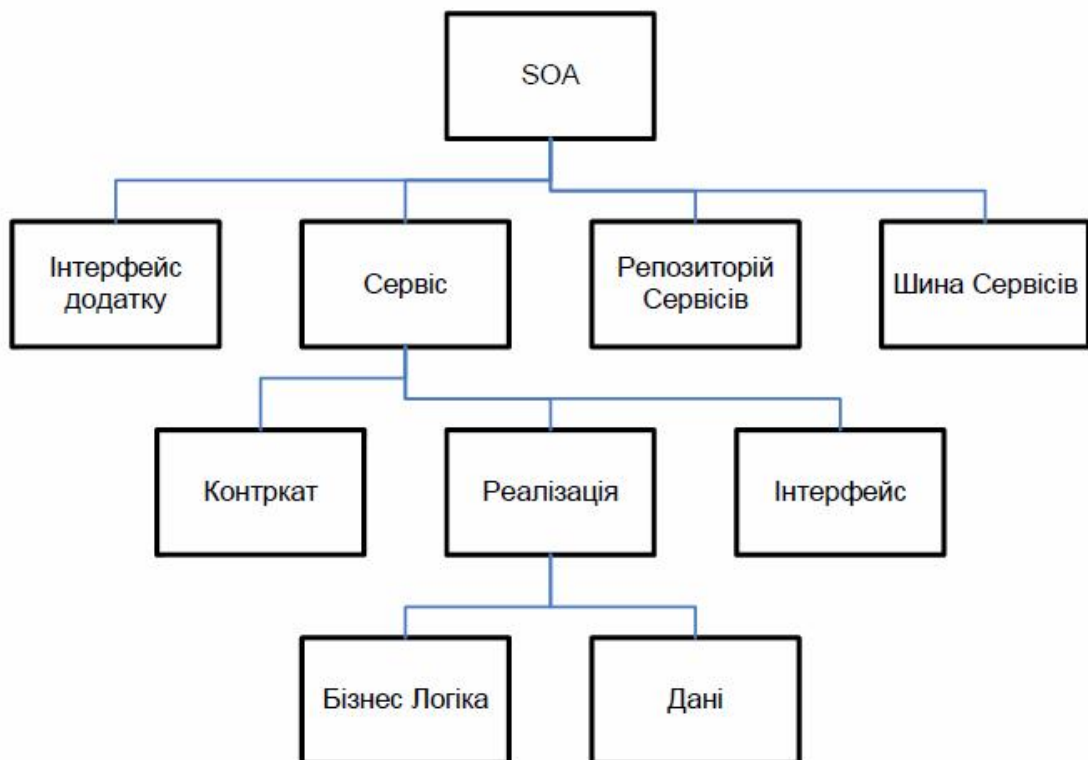 SOA
Інтерфейс
додатку
Сервіс
Репозиторій
Сервісів
Шина Сервісів
Контркат
Реалізація
Інтерфейс
Бізнес Логіка
Дані